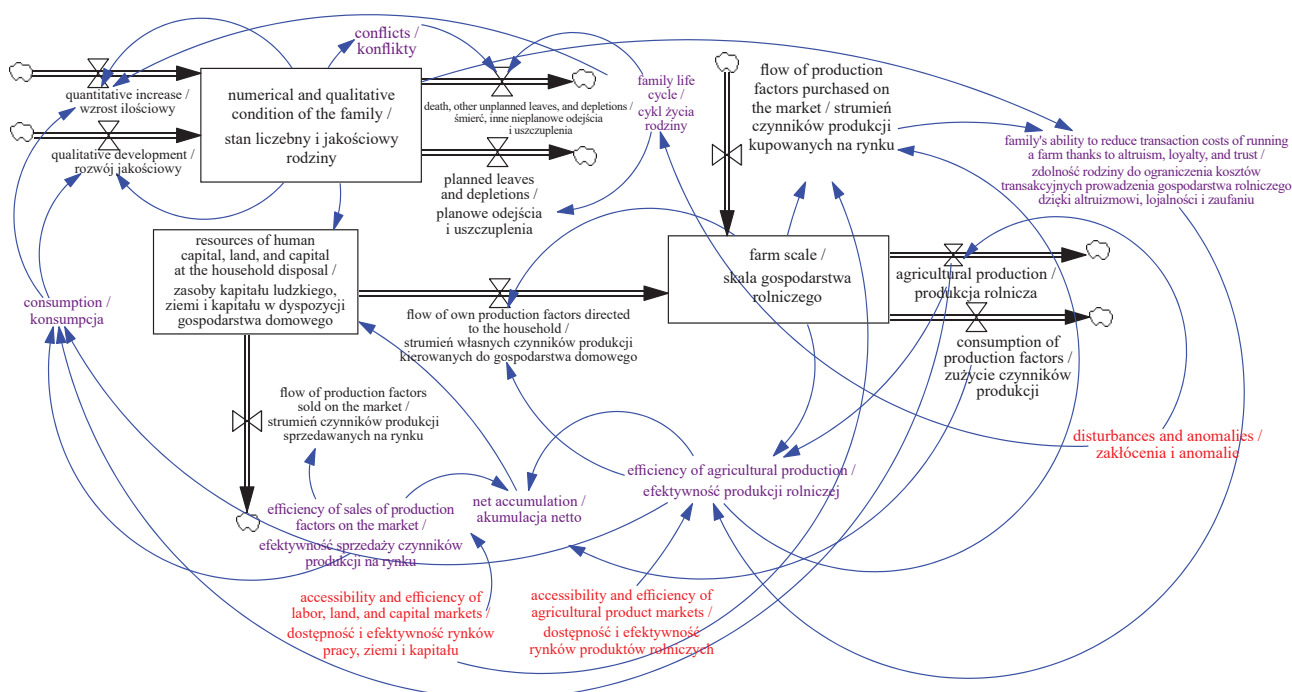 conflicts /
konflikty
quantitative increase /
wzrost ilościowy
numerical and qualitative
condition of the family /
stan liczebny i jakościowy
rodziny
death, other unplanned leaves, and depletions /
śmierć, inne nieplanowe odejścia
i uszczuplenia
family life
cycle /
cykl życia
rodziny
flow of production
factors purchased
on the market /
strumień
czynników produkcji
kupowanych na rynku
family's ability to reduce transaction costs of running
a farm thanks to altruism, loyalty, and trust /
zdolność rodziny do ograniczenia kosztów
transakcyjnych prowadzenia gospodarstwa rolniczego
dzięki altruizmowi, lojalności i zaufaniu
qualitative development /
rozwój jakościowy
planned leaves
and depletions /
planowe odejścia
i uszczuplenia
resources of human
capital, land, and capital
at the household disposal /
zasoby kapitału ludzkiego,
ziemi i kapitału w dyspozycji
gospodarstwa domowego
farm scale /
skala gospodarstwa
rolniczego
agricultural production /
produkcja rolnicza
consumption /
konsumpcja
flow of own production factors directed
to the household /
strumień własnych czynników produkcji
kierowanych do gospodarstwa domowego
consumption of
production factors /
zużycie czynników
produkcji
flow of production factors
sold on the market /
strumień czynników produkcji
sprzedawanych na rynku
disturbances and anomalies /
zakłócenia i anomalie
efficiency of agricultural production /
efektywność produkcji rolniczej
net accumulation /
akumulacja netto
efficiency of sales of production
factors on the market /
efektywność sprzedaży czynników
produkcji na rynku
accessibility and efficiency of
labor, land, and capital markets /
dostępność i efektywność rynków
pracy, ziemi i kapitału
accessibility and efficiency of
agricultural product markets /
dostępność i efektywność
rynków produktów rolniczych